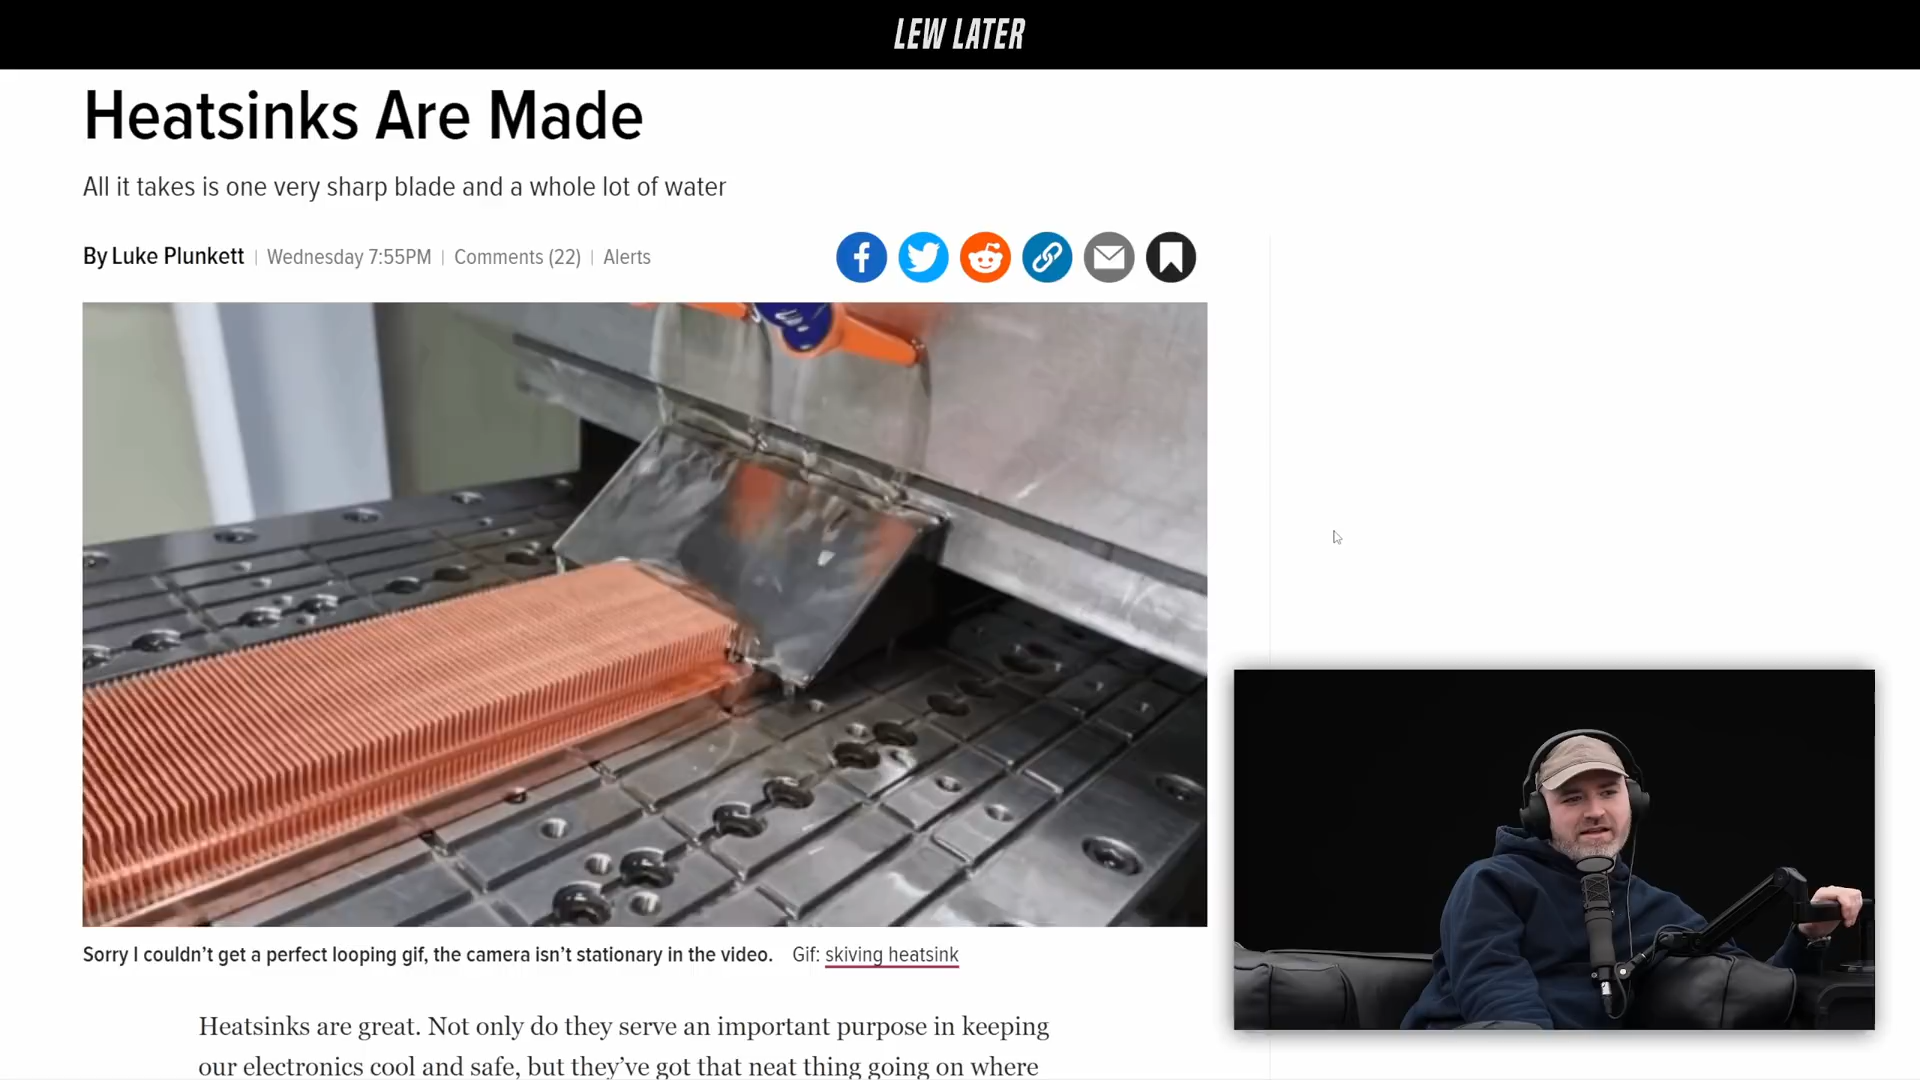 LEW LATER
Heatsinks Are Made
All it takes is one very sharp blade and a whole lot of water
By Luke Plunkett | Wednesday 7:55PM | Comments (22) | Alerts
Sorry I couldn't get a perfect looping gif, the camera isn't stationary in the video. Gif: skiving heatsink
Heatsinks are great. Not only do they serve an important purpose in keeping
our electronics cool and safe, but they've got that neat thing going on where